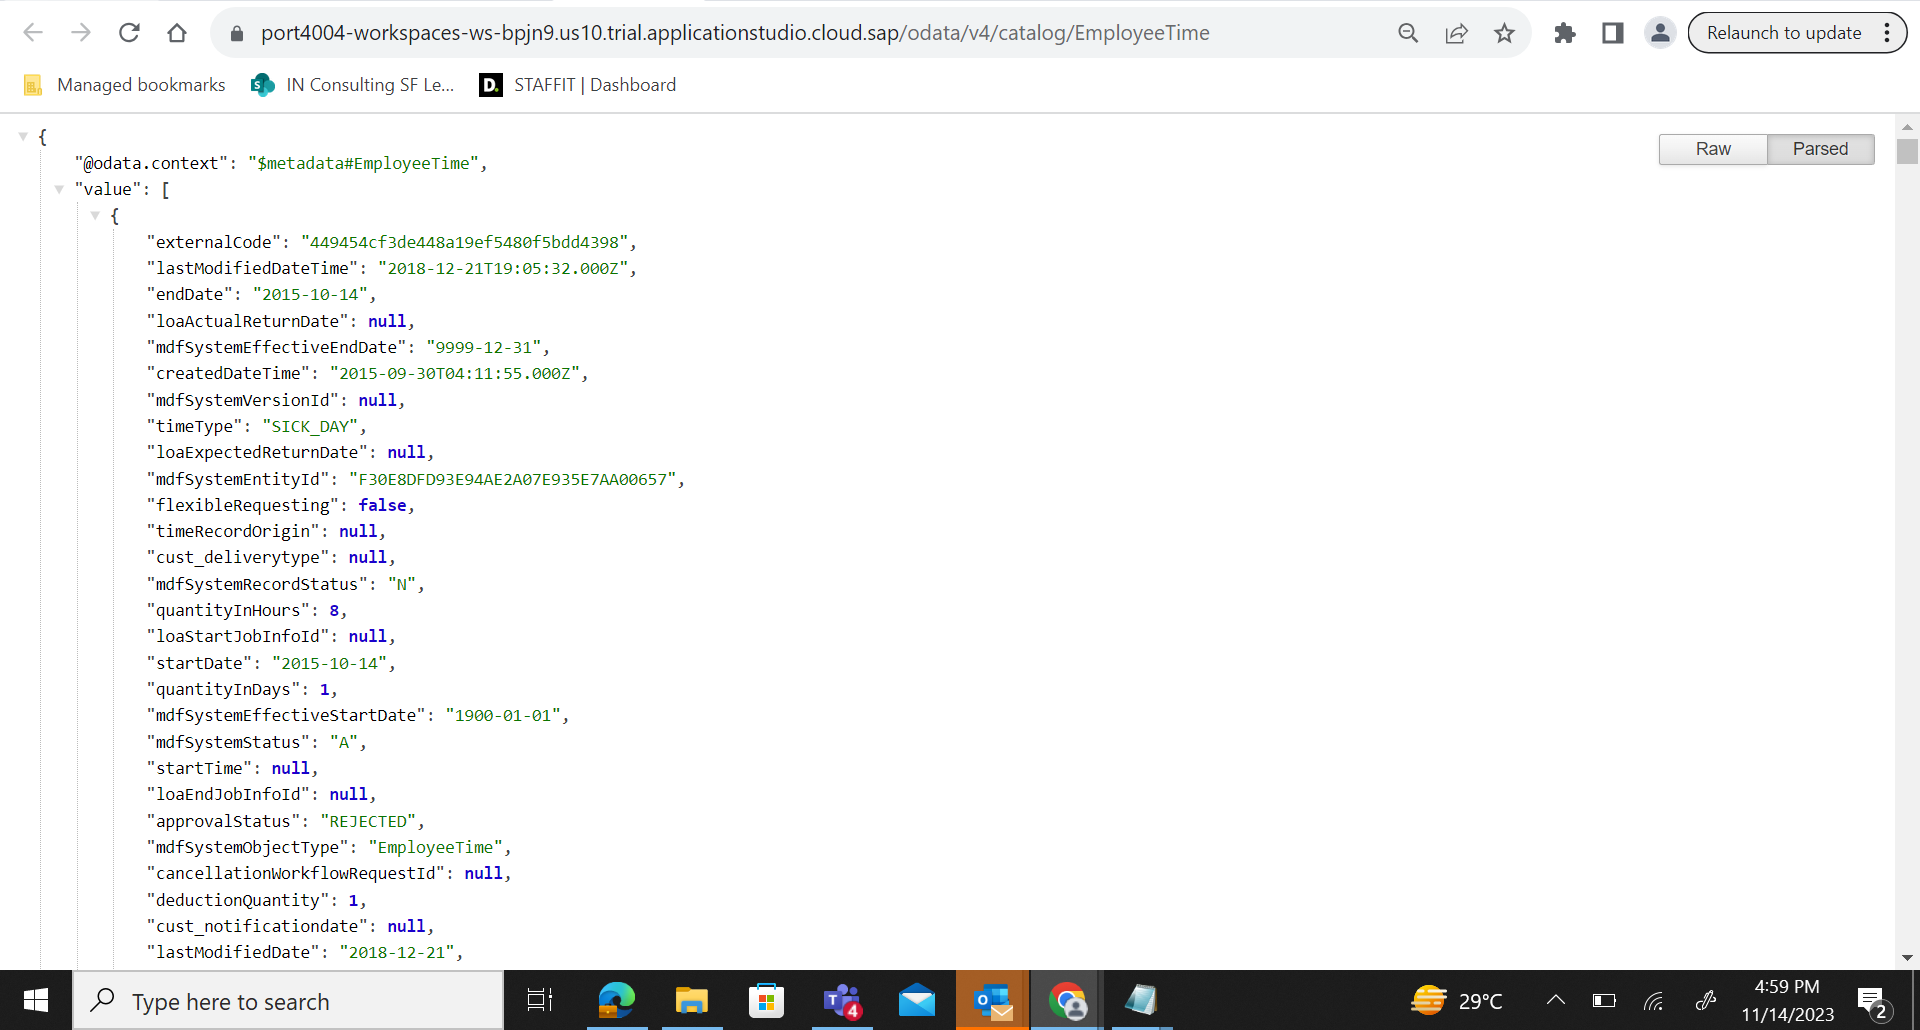 port4004-workspaces-ws-bpjn9.us10.trial.applicationstudio.cloud.sap/odata/v4/catalog/EmployeeTime
Relaunch to update
Managed bookmarks
IN Consulting SF Le...
D.
STAFFIT | Dashboard
Raw
Parsed
{
"@odata.context": "$metadata#EmployeeTime",
"value": [
{
"externalCode": "449454cf3de448a19ef5480f5bdd4398",
"lastModifiedDateTime": "2018-12-21T19:05:32.000Z",
"endDate": "2015-10-14",
"loaActualReturnDate": null,
"mdfSystemEffectiveEndDate": "9999-12-31",
"createdDateTime": "2015-09-30T04:11:55.000Z",
"mdfSystemVersionId": null,
"timeType": "SICK_DAY",
"loaExpectedReturnDate": null,
"mdfSystemEntityId": "F30E8DFD93E94AE2A07E935E7AA00657",
"flexibleRequesting": false,
"timeRecordOrigin": null,
"cust_deliverytype": null,
"mdfSystemRecordStatus": "N",
"quantityInHours": 8,
"loaStartJobInfoId": null,
"startDate": "2015-10-14",
"quantityInDays": 1,
"mdfSystemEffectiveStartDate": "1900-01-01",
"mdfSystemStatus": "A",
"startTime": null,
"loaEndJobInfoId": null,
"approvalStatus": "REJECTED",
"mdfSystemObjectType": "EmployeeTime",
"cancellationWorkflowRequestId": null,
"deductionQuantity": 1,
"cust_notificationdate": null,
"lastModifiedDate": "2018-12-21",
Type here to search
4
29°C
4:59 PM
11/14/2023
2